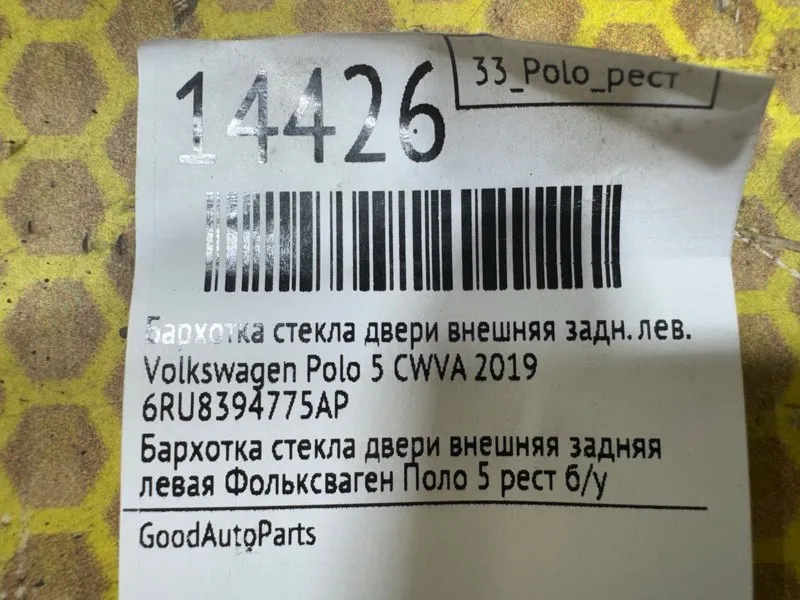 33_Polo_рест
14426
Бархотка стекла двери внешняя задн. лев.
Volkswagen Polo 5 CWVA 2019
6RU8394775AP
Бархотка стекла двери внешняя задняя
левая Фольксваген Поло 5 рест б/у
GoodAutoParts